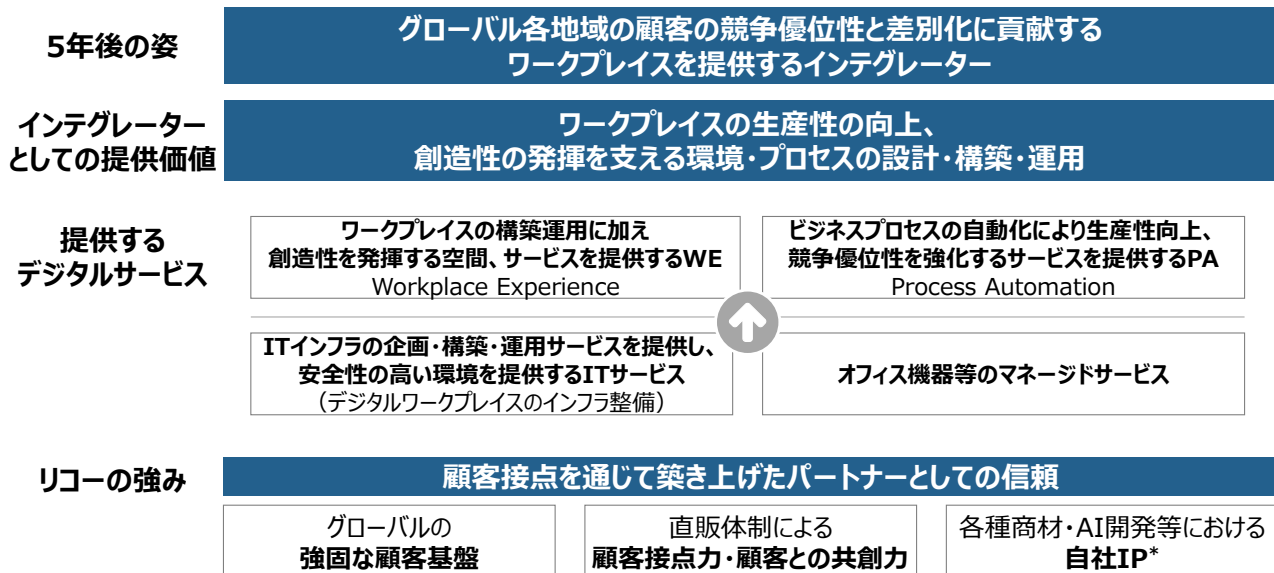 5年後の姿
グローバル各地域の顧客の競争優位性と差別化に貢献する
ワークプレイスを提供するインテグレーター
インテグレーター
としての提供価値
ワークプレイスの生産性の向上、
創造性の発揮を支える環境・プロセスの設計・構築・運用
提供する
デジタルサービス
ワークプレイスの構築運用に加え
創造性を発揮する空間、サービスを提供するWE
Workplace Experience
ビジネスプロセスの自動化により生産性向上、
競争優位性を強化するサービスを提供するPA
Process Automation
ITインフラの企画・構築・運用サービスを提供し、
安全性の高い環境を提供するITサービス
（デジタルワークプレイスのインフラ整備）
オフィス機器等のマネージドサービス
リコーの強み
顧客接点を通じて築き上げたパートナーとしての信頼
グローバルの
強固な顧客基盤
直販体制による
顧客接点力・顧客との共創力
各種商材・AI開発等における
自社IP*